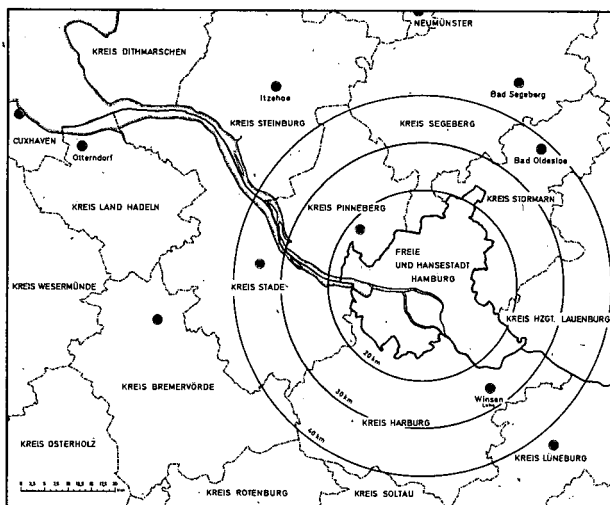 NEUMÜNSTER
KREIS DITHMARSCHEN
Itzehoe
Bad Segeberg
KREIS STEINBURG
KREIS SEGEBERG
CUXHAVEN
Otterndorf
Bad Oldesloe
KREIS LAND HADELN
KREIS PINNEBERG
KREIS STORMARN
FREIE
UND HANSESTADT
HAMBURG
KREIS WESERMÜNDE
KREIS STADE
KREIS HZGT. LAUENBURG
20 km
KREIS BREMERVÖRDE
30 km
Winsen
KREIS HARBURG
40 km
KREIS OSTERHOLZ
KREIS LÜNEBURG
KREIS ROTENBURG
KREIS SOLTAU